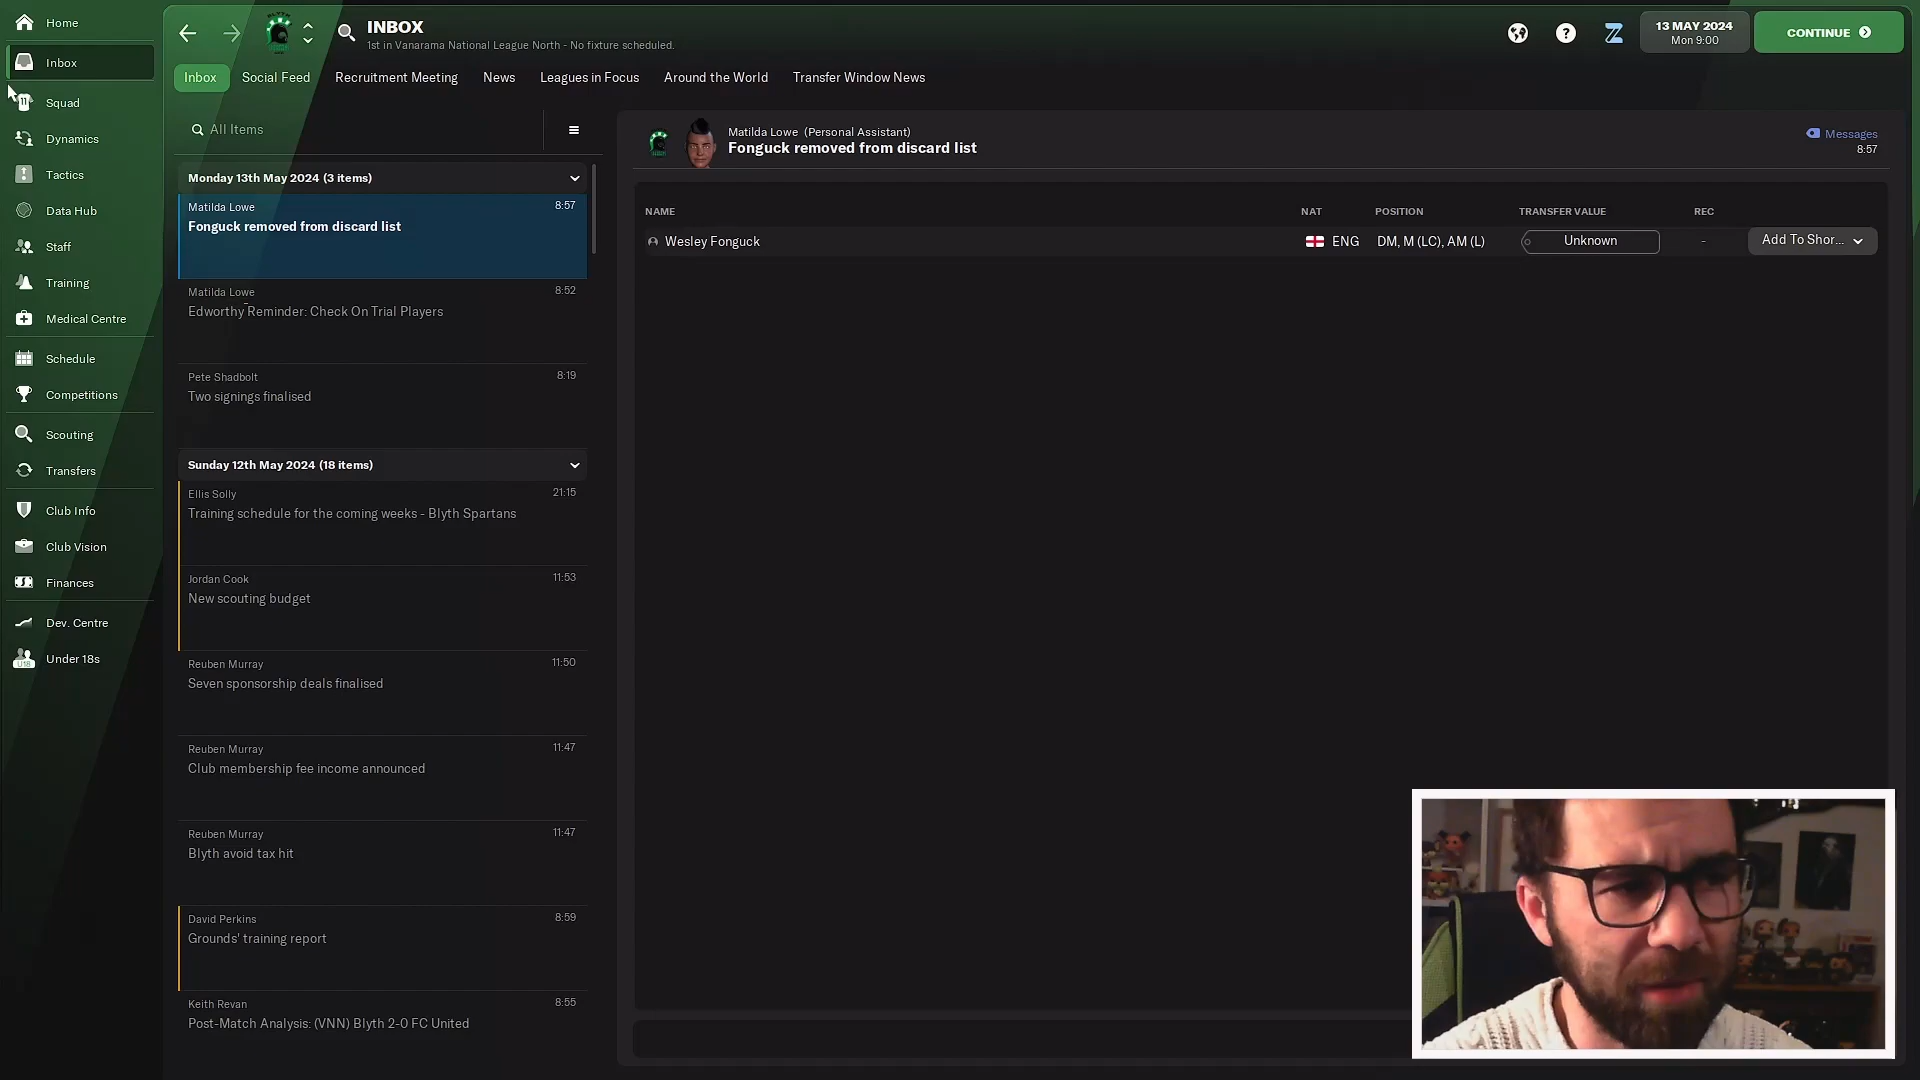 Home
Inbox
Squad
Dynamics
Tactics
Data Hub
Staff
Training
Medical Centre
Schedule
Competitions
Scouting
Transfers
Club Info
Club Vision
Finances
Dev. Centre
Under 18s
INBOX
1st in Vanarama National League North - No fixture scheduled.
13 MAY 2024
Mon 9:00
CONTINUE
Inbox Social Feed Recruitment Meeting News Leagues in Focus Around the World Transfer Window News
All Items
Monday 13th May 2024 (3 items)
Matilda Lowe 8:57
Fonguck removed from discard list
Matilda Lowe 8:52
Edworthy Reminder: Check On Trial Players
Pete Shadbolt 8:19
Two signings finalised
Sunday 12th May 2024 (18 items)
Ellis Solly 21:15
Training schedule for the coming weeks - Blyth Spartans
Jordan Cook 11:53
New scouting budget
Reuben Murray 11:50
Seven sponsorship deals finalised
Reuben Murray 11:47
Club membership fee income announced
Reuben Murray 11:47
Blyth avoid tax hit
David Perkins 8:59
Grounds' training report
Keith Revan 8:55
Post-Match Analysis: (VNN) Blyth 2-0 FC United
Matilda Lowe (Personal Assistant)
Fonguck removed from discard list
Messages
8:57
NAME NAT POSITION TRANSFER VALUE REC
Wesley Fonguck ENG DM, M (LC), AM (L) Unknown - Add To Shor...